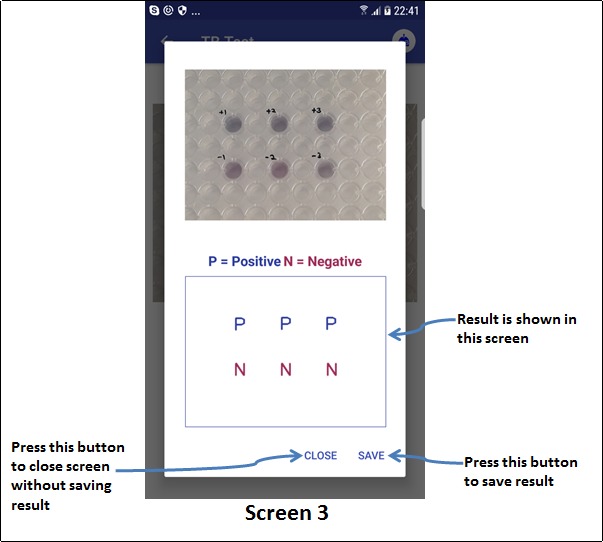 ... 22:41
TB Test
+1 +2 +3
-1 -2 -3
P = Positive N = Negative
P P P
N N N
Result is shown in
this screen
Press this button
to close screen
without saving
result
CLOSE SAVE
Press this button
to save result
Screen 3